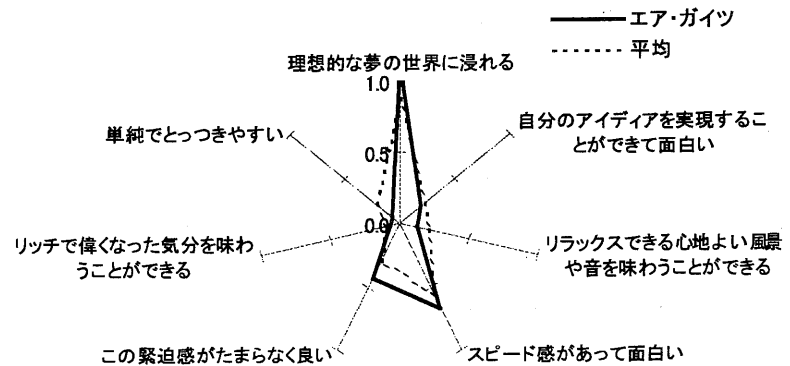 エア・ガイツ
平均
理想的な夢の世界に浸れる
1.0
自分のアイディアを実現するこ
とができて面白い
単純でとっつきやすい
0.5
0.0
リッチで偉くなった気分を味わ
うことができる
リラックスできる心地よい風景
や音を味わうことができる
この緊迫感がたまらなく良い
スピード感があって面白い